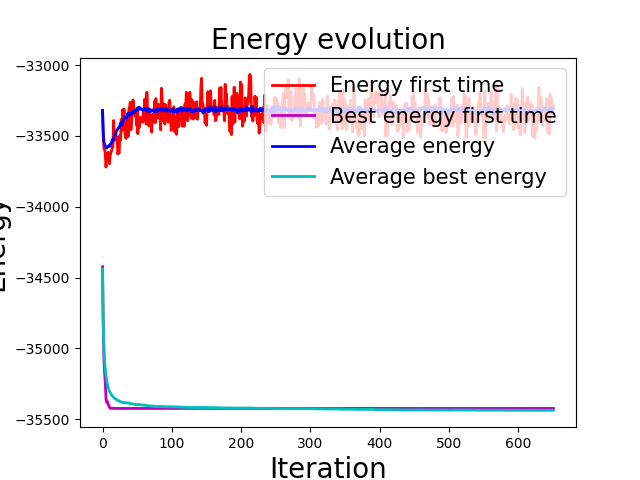 Energy evolution
Energy
−33000
−33500
−34000
−34500
−35000
−35500
Energy first time
Best energy first time
Average energy
Average best energy
0
100
200
300
400
500
600
Iteration